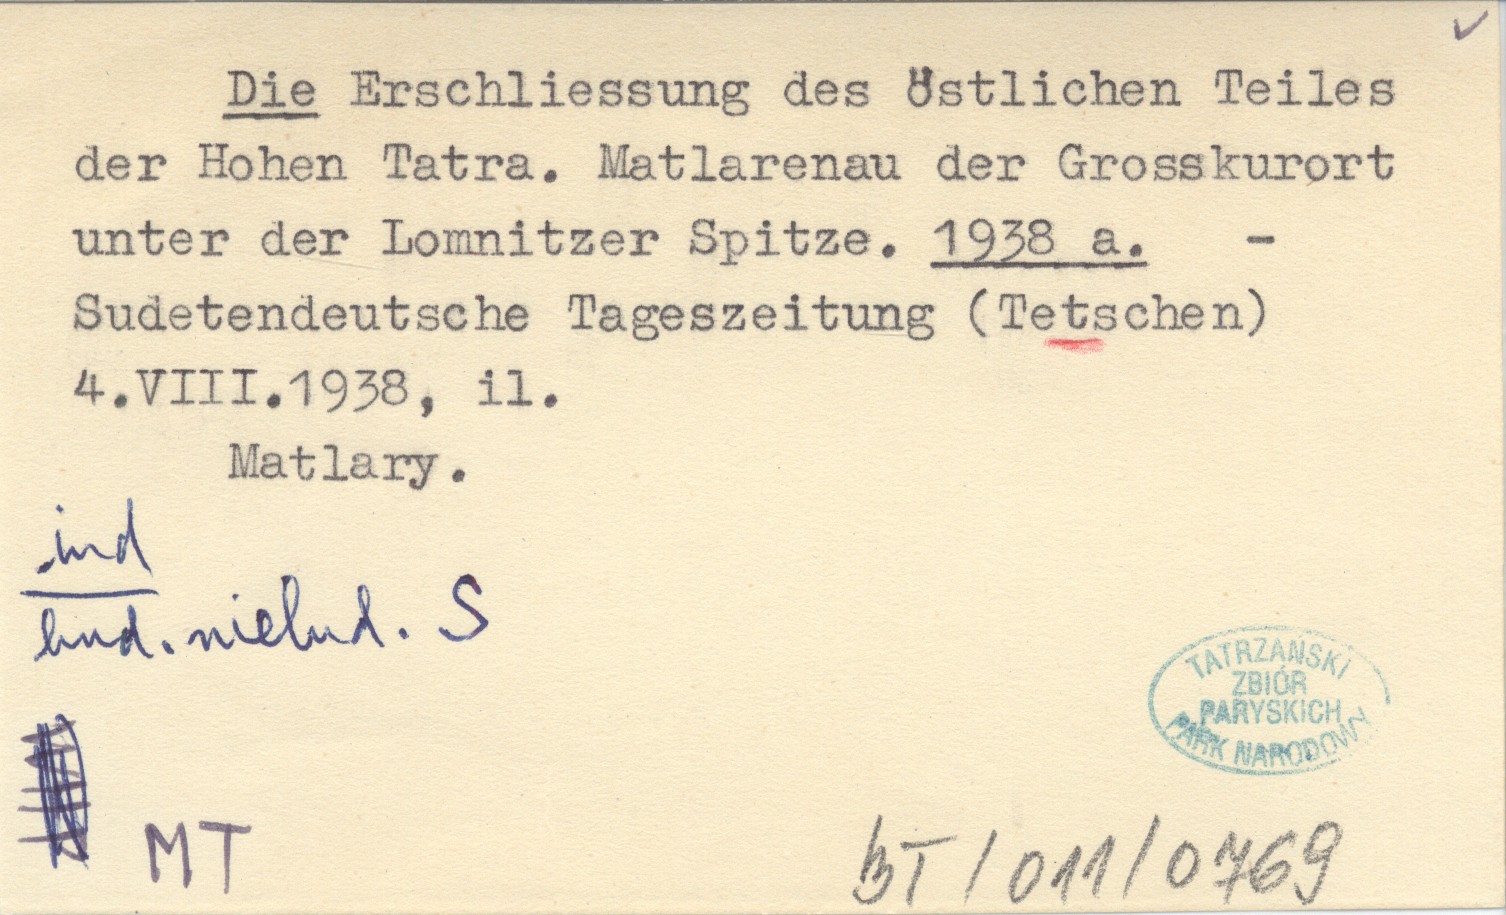 Die Erschliessung des östlichen Teiles
der Hohen Tatra. Matlarenau der Grosskurort
unter der Lomnitzer Spitze. 1938 a. -
Sudetendeutsche Tageszeitung (Tetschen)
4.VIII.1938, il.
Matlary.
ind
bud. niebud. S
TATRZAŃSKI
ZBIÓR
PARYSKICH
PARK NARODOWY
MT
BT/011/0769